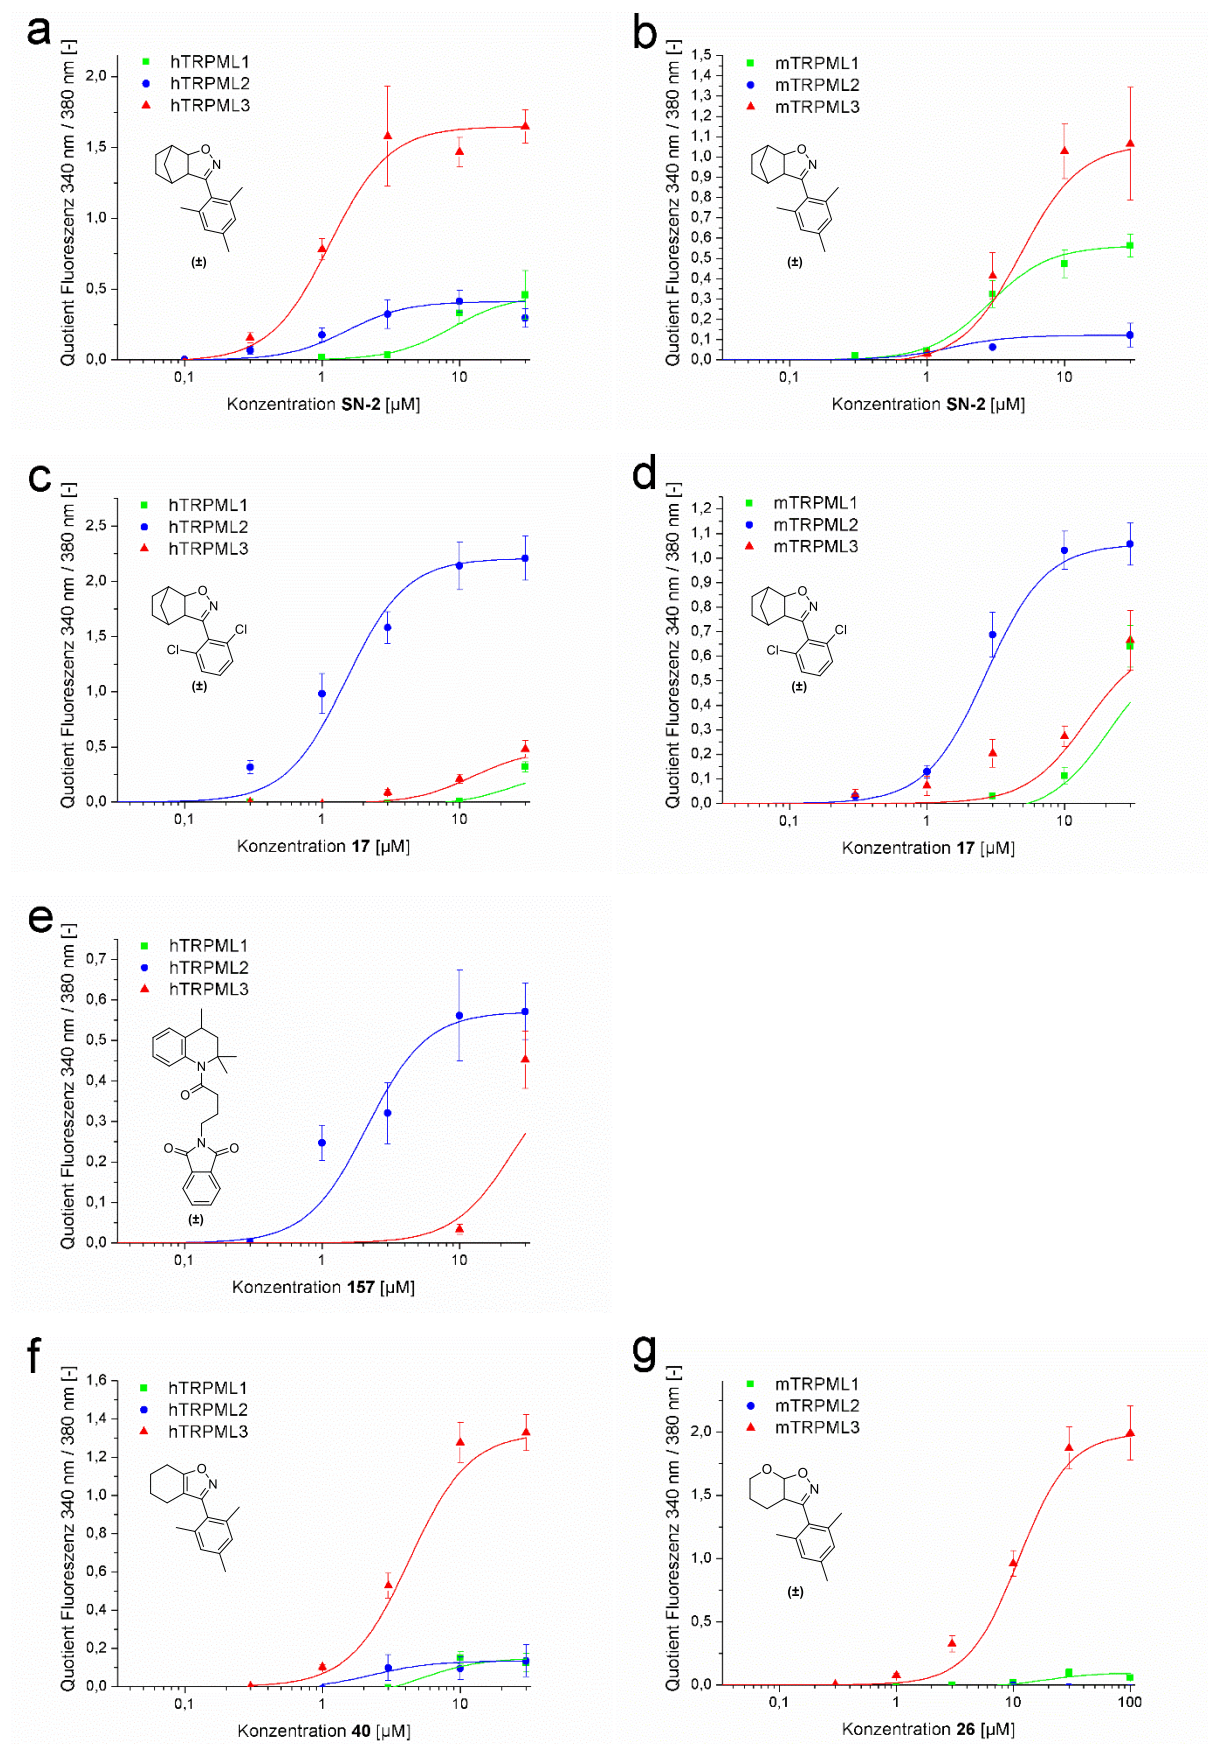 a
Quotient Fluoreszenz 340 nm / 380 nm [-]
hTRPML1
hTRPML2
hTRPML3
2,0
1,5
1,0
0,5
0,0
O
N
(±)
0,1 1 10
Konzentration SN-2 [µM]
b
Quotient Fluoreszenz 340 nm / 380 nm [-]
mTRPML1
mTRPML2
mTRPML3
1,5
1,4
1,3
1,2
1,1
1,0
0,9
0,8
0,7
0,6
0,5
0,4
0,3
0,2
0,1
0,0
O
N
(±)
0,1 1 10
Konzentration SN-2 [µM]
c
Quotient Fluoreszenz 340 nm / 380 nm [-]
hTRPML1
hTRPML2
hTRPML3
2,5
2,0
1,5
1,0
0,5
0,0
O
N
Cl
Cl
(±)
0,1 1 10
Konzentration 17 [µM]
d
Quotient Fluoreszenz 340 nm / 380 nm [-]
mTRPML1
mTRPML2
mTRPML3
1,2
1,1
1,0
0,9
0,8
0,7
0,6
0,5
0,4
0,3
0,2
0,1
0,0
O
N
Cl
Cl
(±)
0,1 1 10
Konzentration 17 [µM]
e
Quotient Fluoreszenz 340 nm / 380 nm [-]
hTRPML1
hTRPML2
hTRPML3
0,7
0,6
0,5
0,4
0,3
0,2
0,1
0,0
N
O
N
O O
(±)
0,1 1 10
Konzentration 157 [µM]
f
Quotient Fluoreszenz 340 nm / 380 nm [-]
hTRPML1
hTRPML2
hTRPML3
1,6
1,4
1,2
1,0
0,8
0,6
0,4
0,2
0,0
O
N
0,1 1 10
Konzentration 40 [µM]
g
Quotient Fluoreszenz 340 nm / 380 nm [-]
mTRPML1
mTRPML2
mTRPML3
2,0
1,5
1,0
0,5
0,0
O O
N
(±)
0,1 1 10 100
Konzentration 26 [µM]